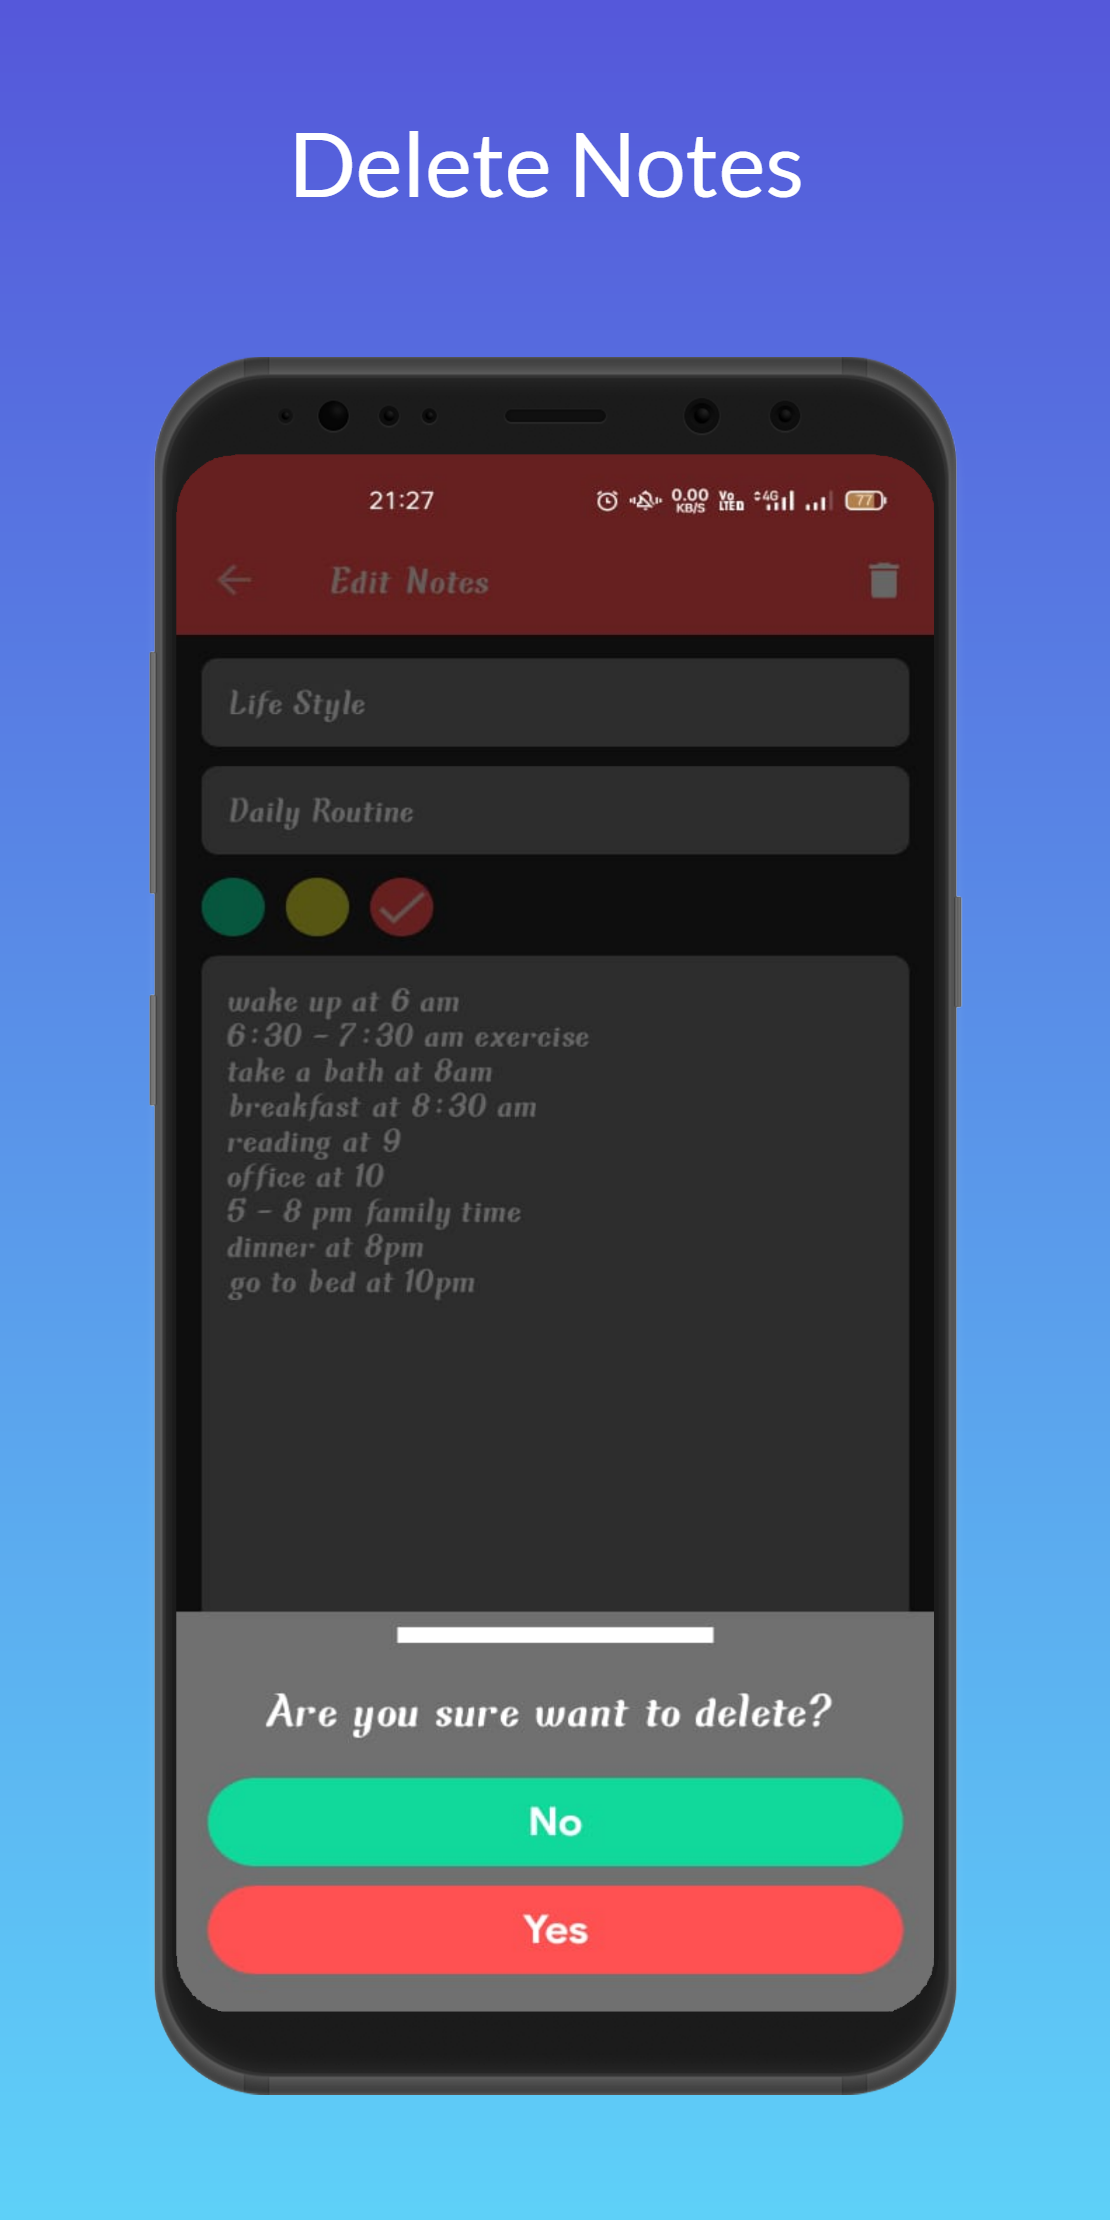 Delete Notes
21:27 0.00 KB/S Vo LTE 4G 77
Edit Notes
Life Style
Daily Routine
wake up at 6 am
6:30 - 7:30 am exercise
take a bath at 8am
breakfast at 8:30 am
reading at 9
office at 10
5 - 8 pm family time
dinner at 8pm
go to bed at 10pm
Are you sure want to delete?
No
Yes